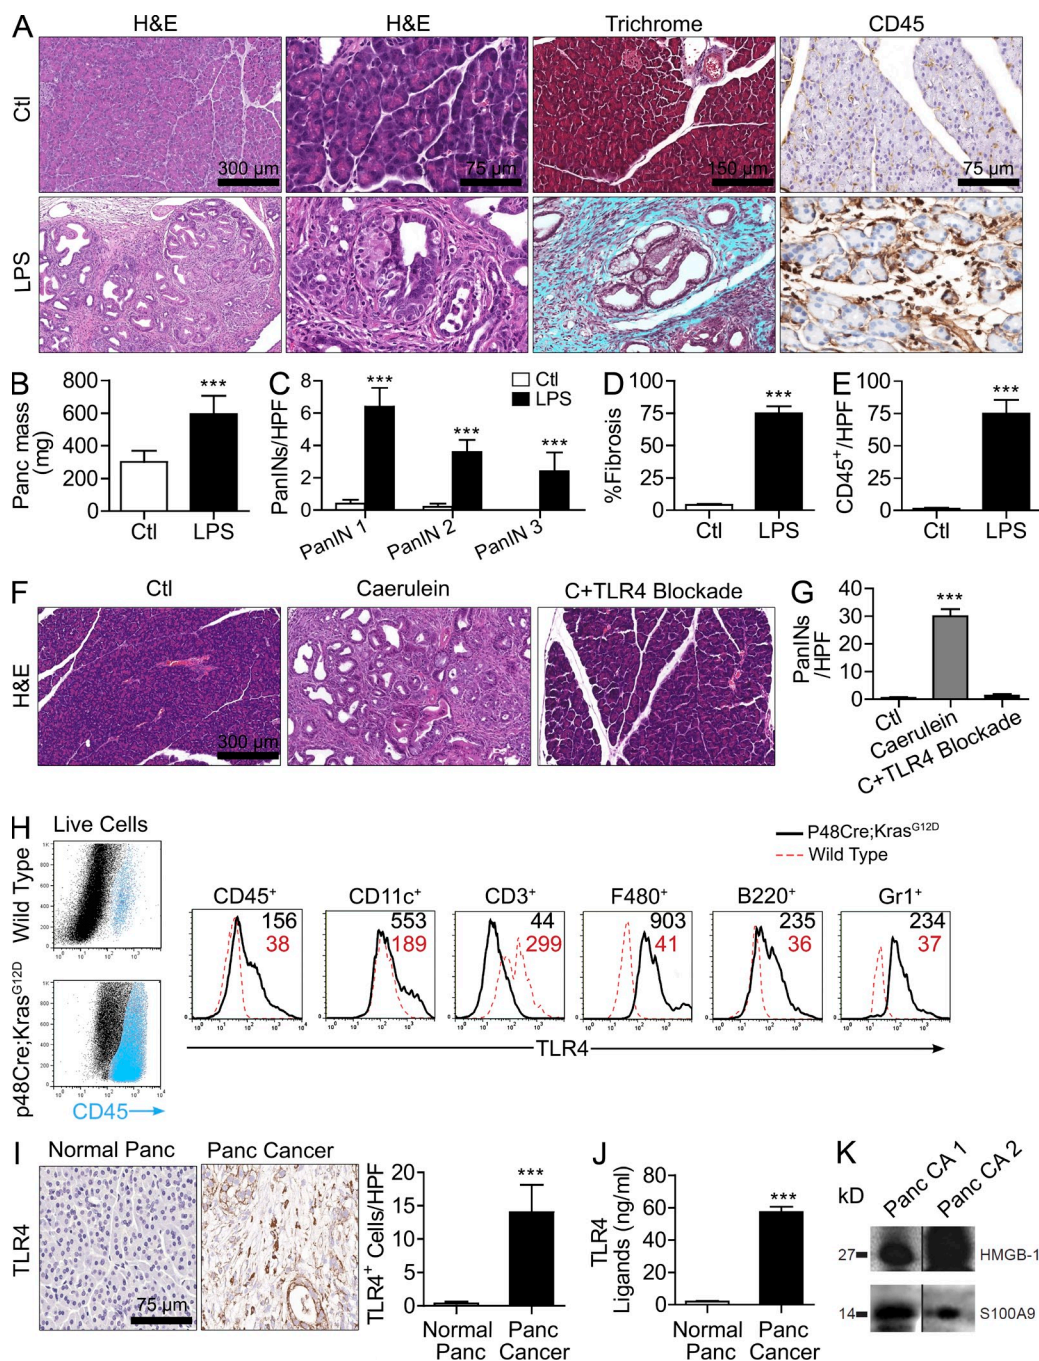 A
H&E
H&E
Trichrome
CD45
Ctl
300 µm
75 µm
150 µm
75 µm
LPS
B
Panc mass
(mg)
800
600
400
200
0
***
Ctl
LPS
C
PanINs/HPF
8
6
4
2
0
***
***
***
Ctl
LPS
PanIN 1
PanIN 2
PanIN 3
D
%Fibrosis
100
75
50
25
0
***
Ctl
LPS
E
CD45⁺/HPF
100
75
50
25
0
***
Ctl
LPS
F
Ctl
Caerulein
C+TLR4 Blockade
H&E
300 µm
G
PanINs
/HPF
40
30
20
10
0
***
Ctl
Caerulein
C+TLR4 Blockade
H
Live Cells
Wild Type
p48Cre;Kras^G12D
CD45
P48Cre;Kras^G12D
Wild Type
CD45⁺
CD11c⁺
CD3⁺
F480⁺
B220⁺
Gr1⁺
156
38
553
189
44
299
903
41
235
36
234
37
TLR4
I
Normal Panc
Panc Cancer
TLR4
75 µm
TLR4⁺ Cells/HPF
20
15
10
5
0
***
Normal
Panc
Panc
Cancer
J
TLR4
Ligands (ng/ml)
80
60
40
20
0
***
Normal
Panc
Panc
Cancer
K
kD
Panc CA 1
Panc CA 2
27
HMGB-1
14
S100A9